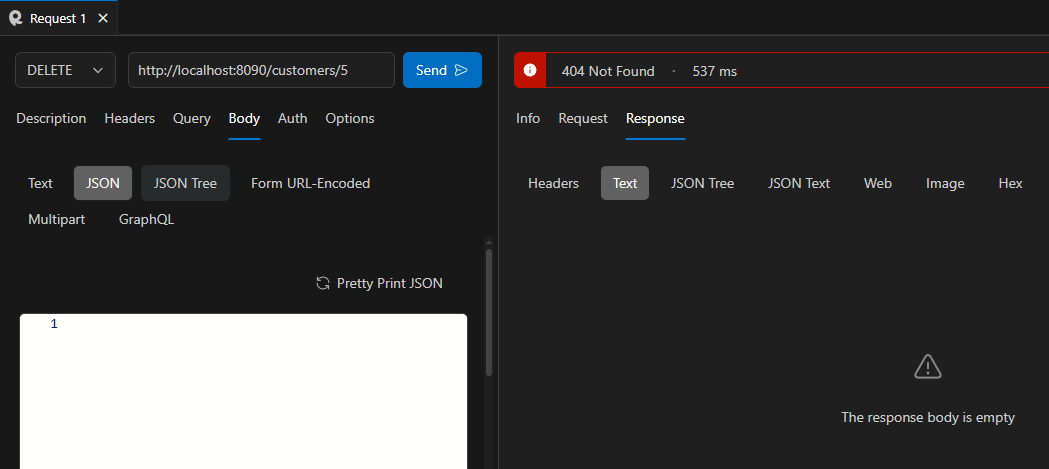 Request 1
DELETE
http://localhost:8090/customers/5
Send
Description Headers Query Body Auth Options
Text JSON JSON Tree Form URL-Encoded
Multipart GraphQL
Pretty Print JSON
1
404 Not Found · 537 ms
Info Request Response
Headers Text JSON Tree JSON Text Web Image Hex
The response body is empty